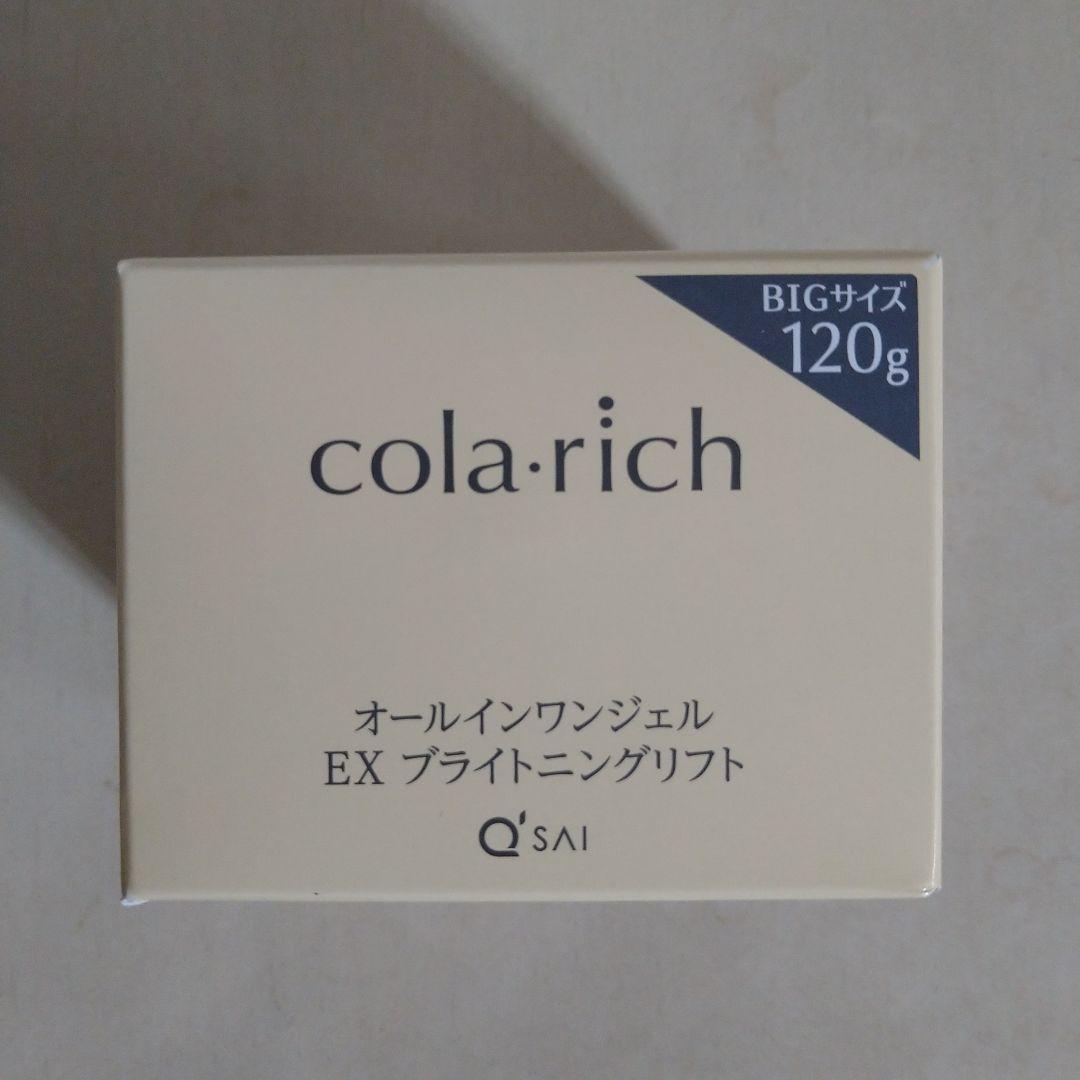 BIGサイズ
120g
cola・rich
オールインワンジェル
EX ブライトニングリフト
Q'SAI